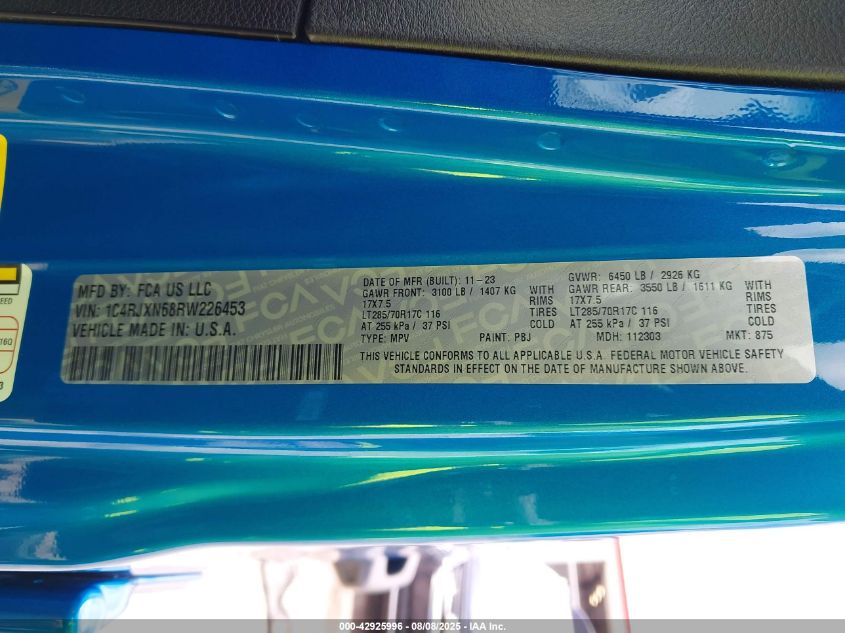 MFD BY: FCA US LLC
VIN: 1C4RJXN68RW226453
VEHICLE MADE IN: U.S.A.
DATE OF MFR (BUILT): 11-23
GAWR FRONT: 3100 LB / 1407 KG WITH
17X7.5 RIMS
LT285/70R17C 116 TIRES
AT 255 kPa / 37 PSI COLD
TYPE: MPV PAINT: PBJ
GVWR: 6450 LB / 2926 KG
GAWR REAR: 3550 LB / 1611 KG WITH
17X7.5 RIMS
LT285/70R17C 116 TIRES
AT 255 kPa / 37 PSI COLD
MDH: 112303 MKT: 875
THIS VEHICLE CONFORMS TO ALL APPLICABLE U.S.A. FEDERAL MOTOR VEHICLE SAFETY
STANDARDS IN EFFECT ON THE DATE OF MANUFACTURE SHOWN ABOVE.
000-42925996 - 08/08/2025 - IAA Inc.